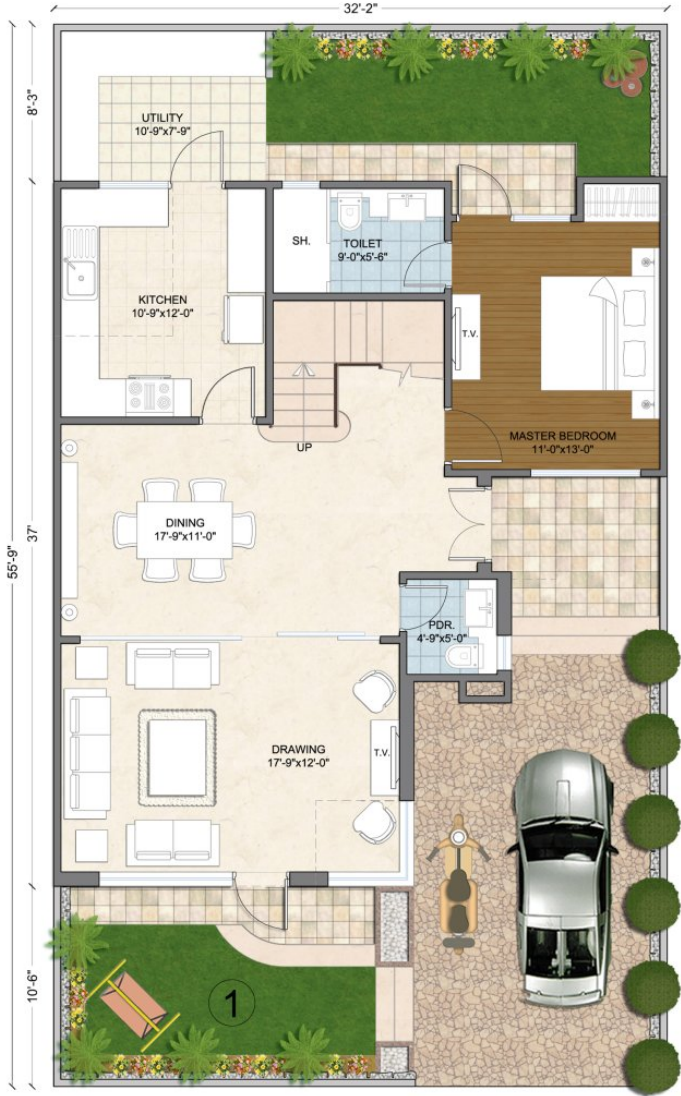 32'-2"
8'-3"
UTILITY
10'-9"x7'-9"
SH.
TOILET
9'-0"x5'-6"
KITCHEN
10'-9"x12'-0"
T.V.
UP
MASTER BEDROOM
11'-0"x13'-0"
DINING
17'-9"x11'-0"
37'
55'-9"
PDR.
4'-9"x5'-0"
DRAWING
17'-9"x12'-0"
T.V.
10'-6"
1